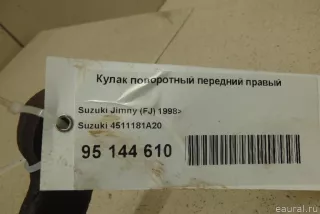 Кулак поворотный передний правый
Suzuki Jimny (FJ) 1998>
Suzuki 4511181A20
95 144 610
eaural.ru